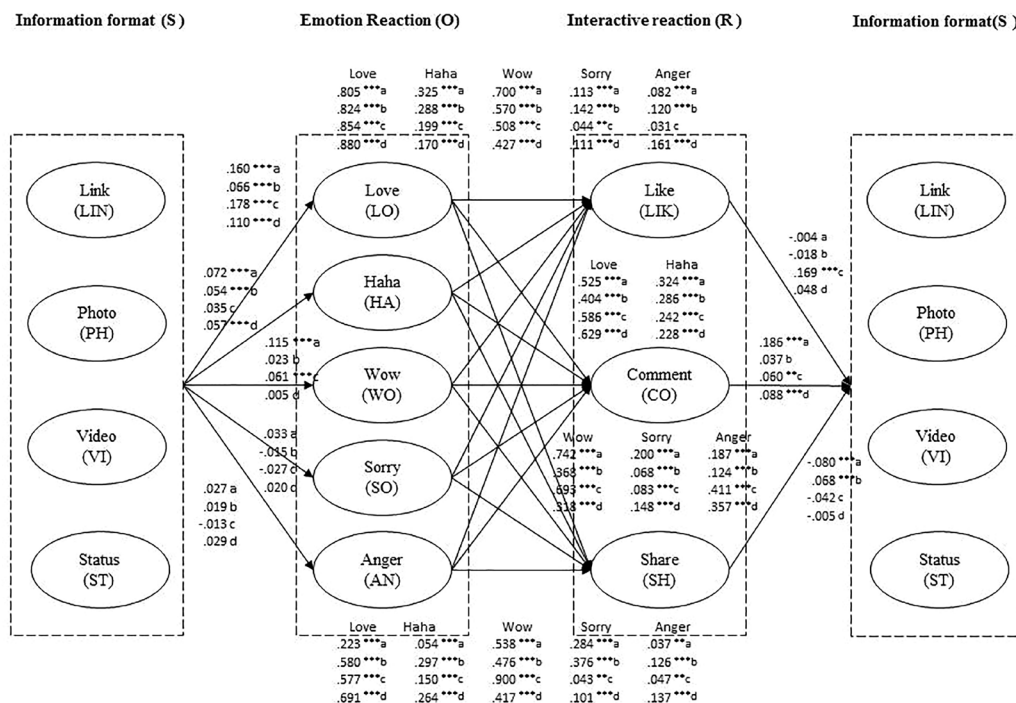 Information format (S)
Emotion Reaction (O)
Interactive reaction (R)
Information format(S )
Love Haha Wow Sorry Anger
.805 ***a .325 ***a .700 ***a .113 ***a .082 ***a
.824 ***b .288 ***b .570 ***b .142 ***b .120 ***b
.854 ***c .199 ***c .508 ***c .044 **c .031 c
.880 ***d .170 ***d .427 ***d .111 ***d .161 ***d
Link
(LIN)
Photo
(PH)
Video
(VI)
Status
(ST)
.160 ***a
.066 ***b
.178 ***c
.110 ***d
.072 ***a
.054 ***b
.035 c
.057 ***d
.115 ***a
.023 b
.061 ***c
.005 d
.033 a
-.015 b
-.027 c
.020 d
.027 a
.019 b
-.013 c
.029 d
Love
(LO)
Haha
(HA)
Wow
(WO)
Sorry
(SO)
Anger
(AN)
Like
(LIK)
Love Haha
.525 ***a .324 ***a
.404 ***b .286 ***b
.586 ***c .242 ***c
.629 ***d .228 ***d
Comment
(CO)
Wow Sorry Anger
.742 ***a .200 ***a .187 ***a
.368 ***b .068 ***b .124 ***b
.693 ***c .083 ***c .411 ***c
.318 ***d .148 ***d .357 ***d
Share
(SH)
-.004 a
-.018 b
.169 ***c
.048 d
.186 ***a
.037 b
.060 **c
.088 ***d
-.080 ***a
.068 ***b
-.042 c
-.005 d
Link
(LIN)
Photo
(PH)
Video
(VI)
Status
(ST)
Love Haha Wow Sorry Anger
.223 ***a .054 ***a .538 ***a .284 ***a .037 **a
.580 ***b .297 ***b .476 ***b .376 ***b .126 ***b
.577 ***c .150 ***c .900 ***c .043 **c .047 **c
.691 ***d .264 ***d .417 ***d .101 ***d .137 ***d